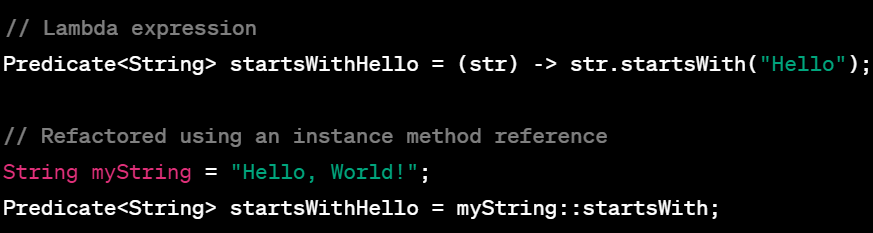 // Lambda expression
Predicate<String> startsWithHello = (str) -> str.startsWith("Hello");
// Refactored using an instance method reference
String myString = "Hello, World!";
Predicate<String> startsWithHello = myString::startsWith;